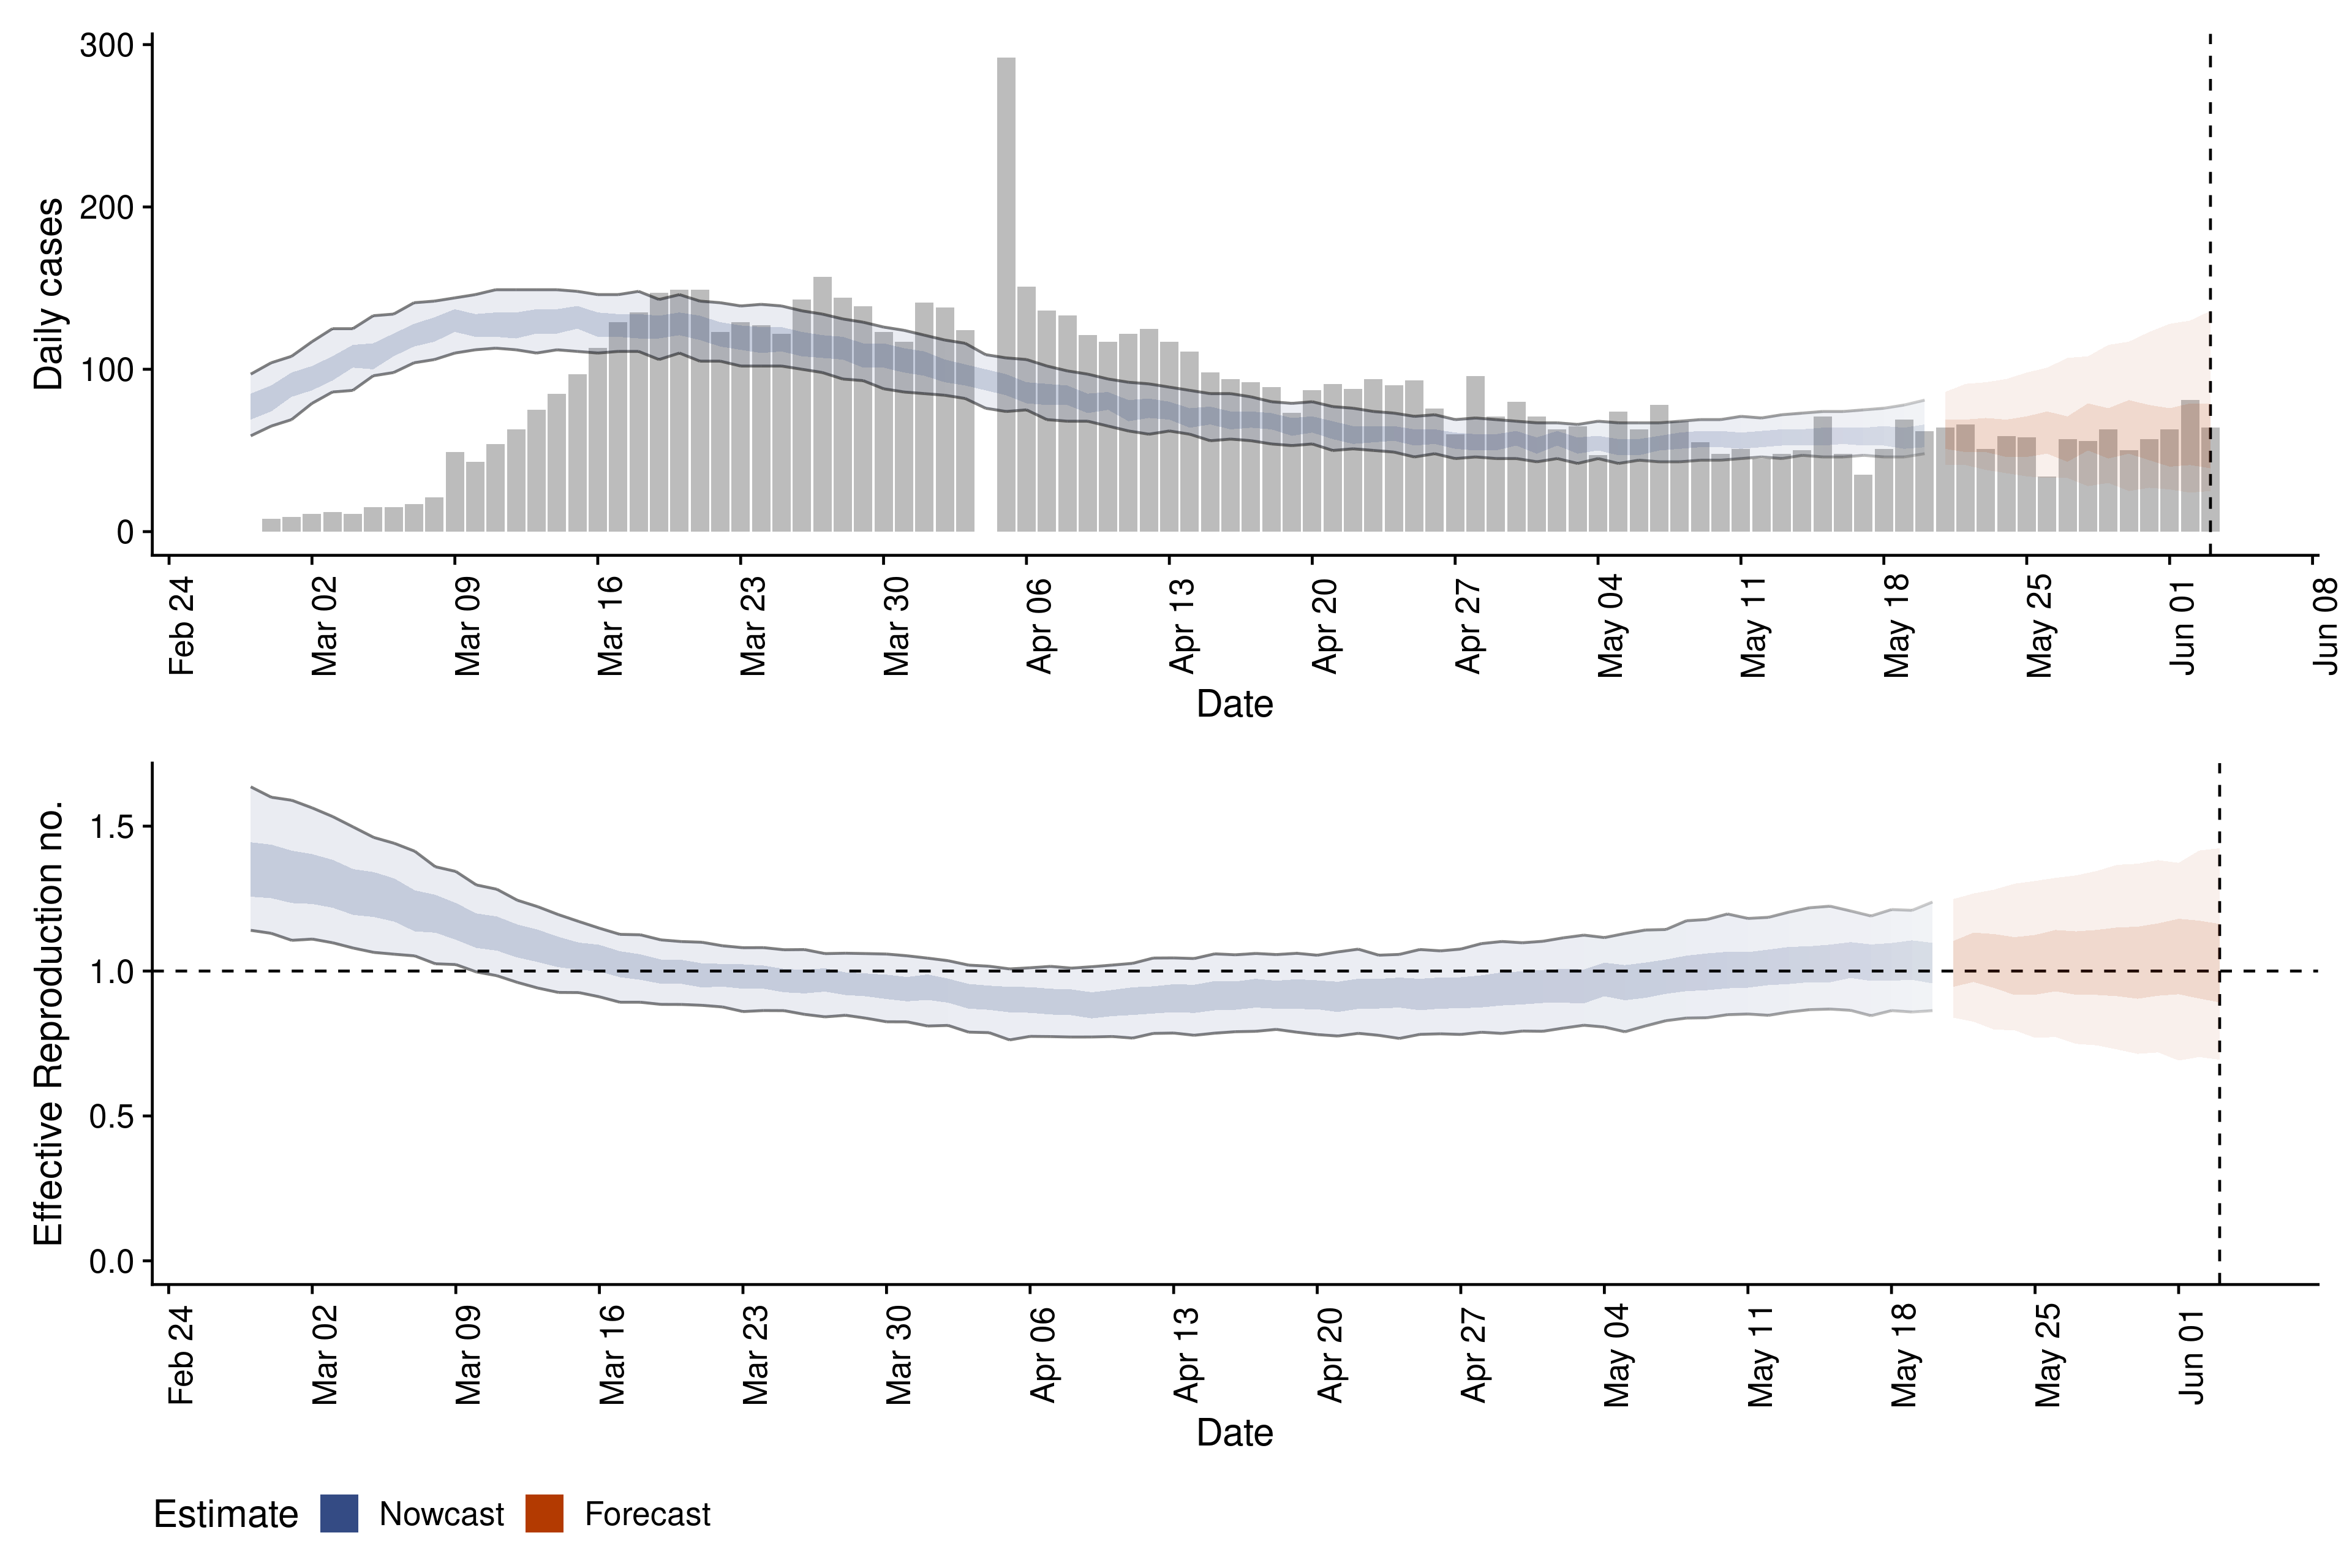 Daily cases
300
200
100
0
Feb 24
Mar 02
Mar 09
Mar 16
Mar 23
Mar 30
Apr 06
Apr 13
Apr 20
Apr 27
May 04
May 11
May 18
May 25
Jun 01
Jun 08
Date
Effective Reproduction no.
1.5
1.0
0.5
0.0
Feb 24
Mar 02
Mar 09
Mar 16
Mar 23
Mar 30
Apr 06
Apr 13
Apr 20
Apr 27
May 04
May 11
May 18
May 25
Jun 01
Date
Estimate Nowcast Forecast